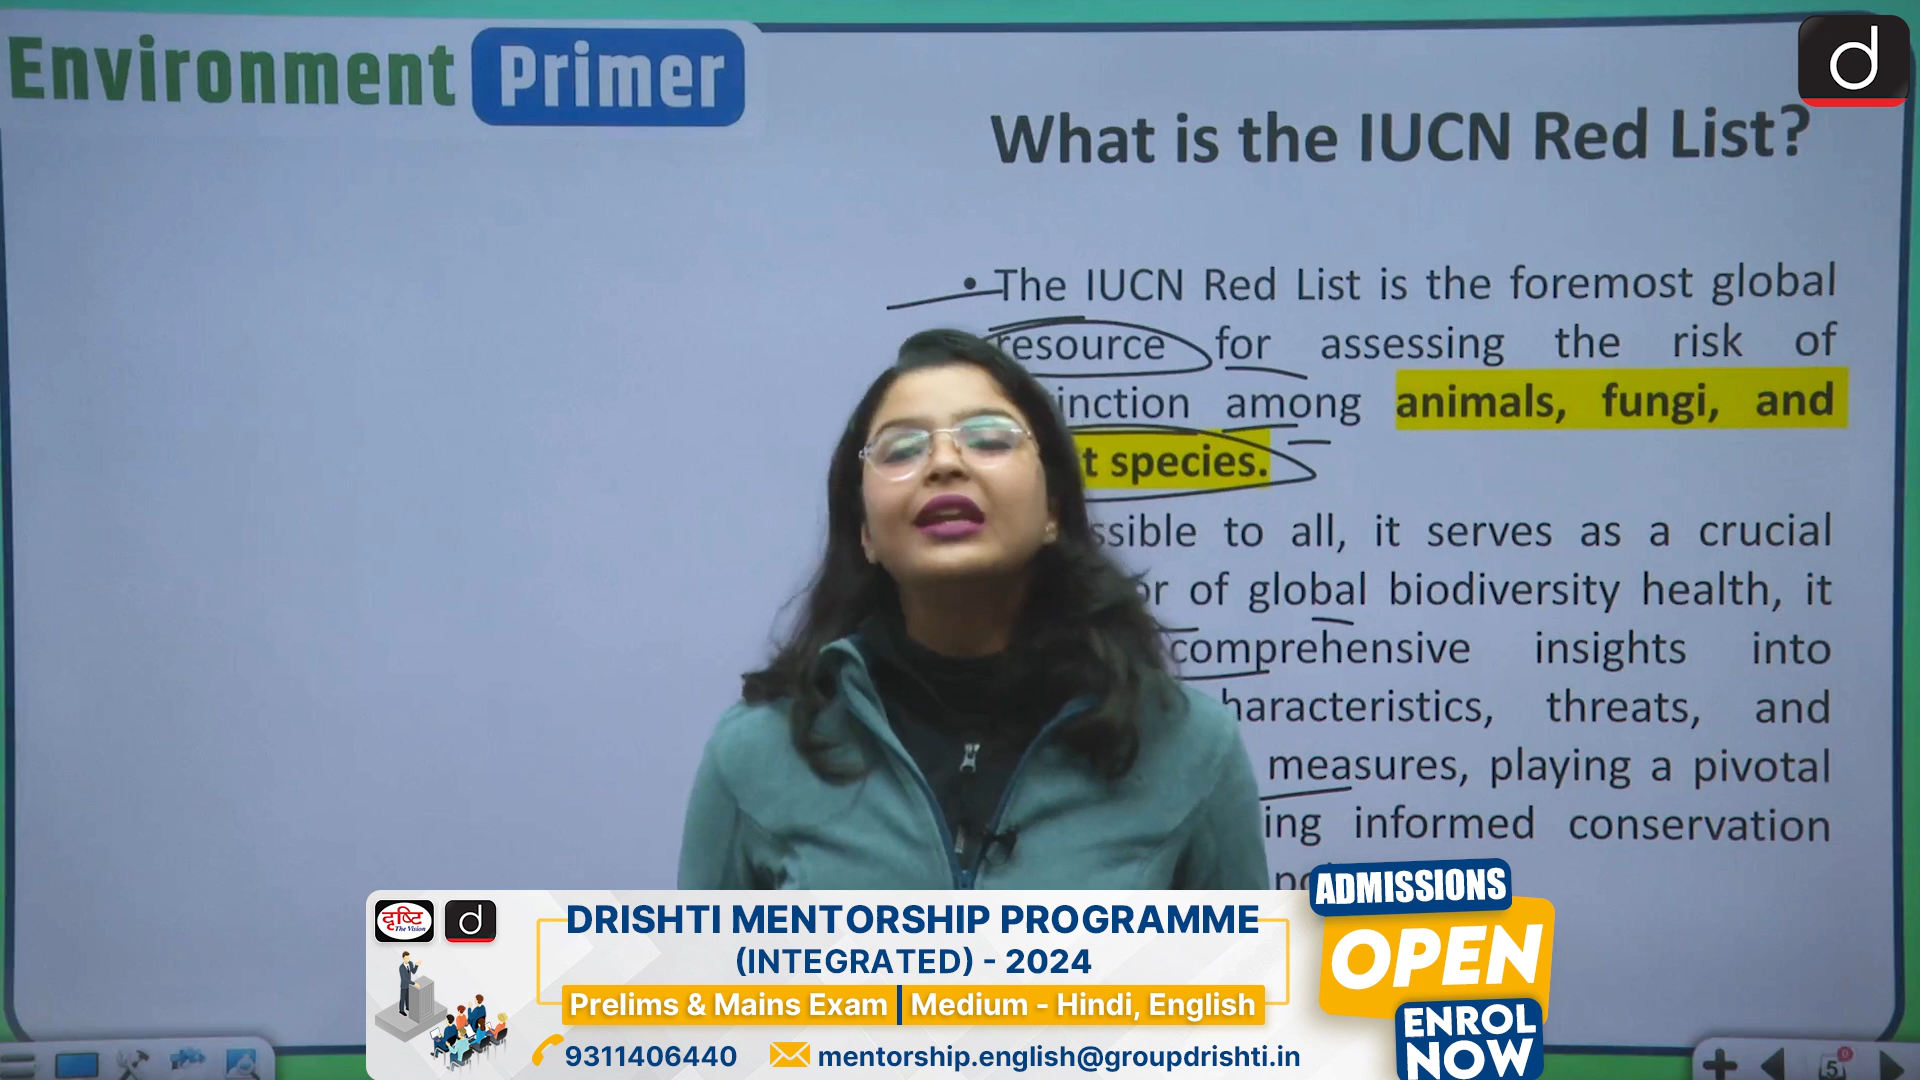 Environment Primer
d
What is the IUCN Red List?
• The IUCN Red List is the foremost global
resource for assessing the risk of
inction among animals, fungi, and
t species.
ssible to all, it serves as a crucial
or of global biodiversity health, it
comprehensive insights into
haracteristics, threats, and
measures, playing a pivotal
ing informed conservation
ADMISSIONS
OPEN
ENROL
NOW
दृष्टि
The Vision
d
DRISHTI MENTORSHIP PROGRAMME
(INTEGRATED) - 2024
Prelims & Mains Exam | Medium - Hindi, English
9311406440 mentorship.english@groupdrishti.in
5